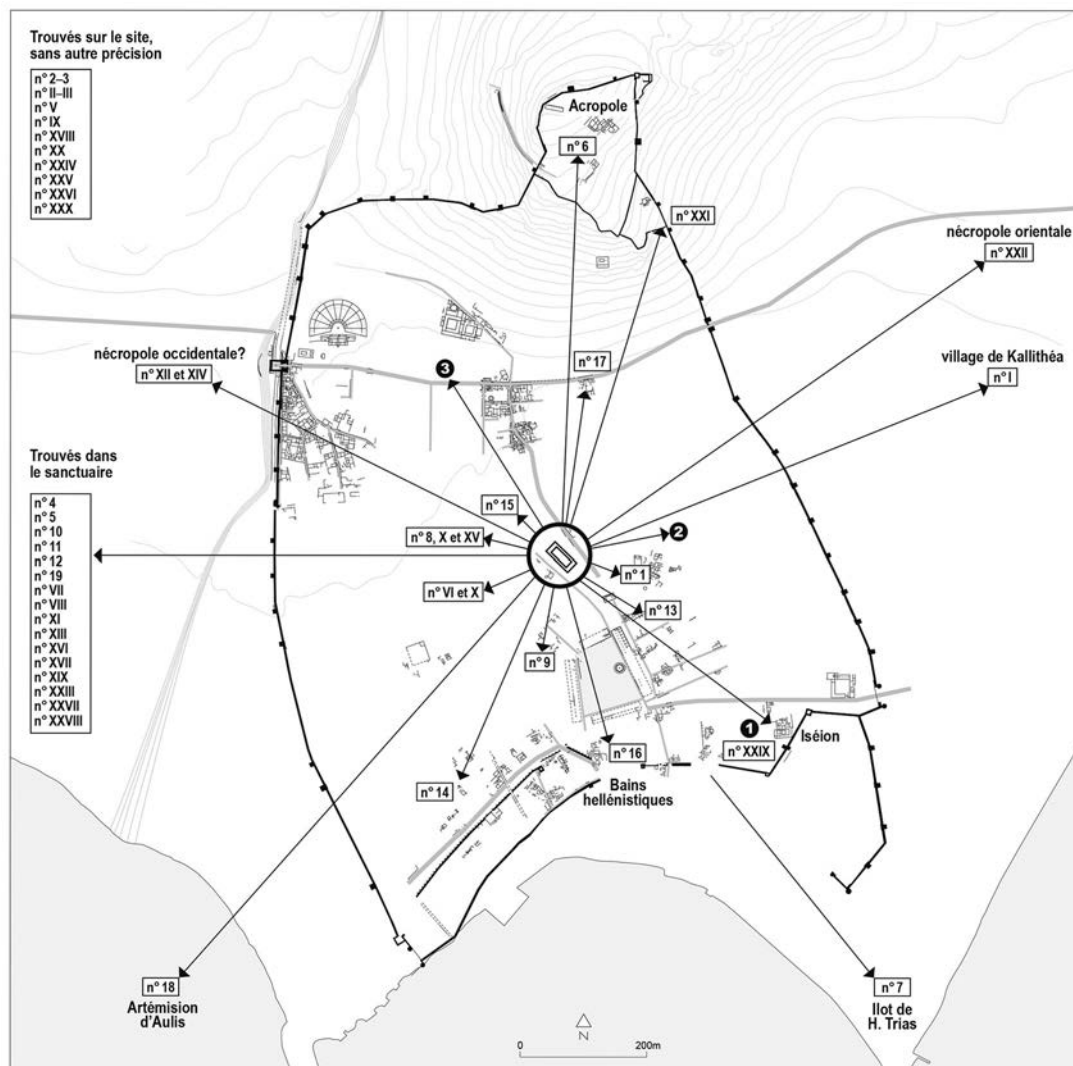 Trouvés sur le site,
sans autre précision
n° 2–3
n° II–III
n° V
n° IX
n° XVIII
n° XX
n° XXIV
n° XXV
n° XXVI
n° XXX
Acropole
n° 6
n° XXI
nécropole orientale
n° XXII
nécropole occidentale?
n° XII et XIV
3
n° 17
village de Kallithéa
n° I
Trouvés dans
le sanctuaire
n° 4
n° 5
n° 10
n° 11
n° 12
n° 19
n° VII
n° VIII
n° XI
n° XIII
n° XVI
n° XVII
n° XIX
n° XXIII
n° XXVII
n° XXVIII
n° 15
n° 8, X et XV
2
n° 1
n° VI et X
n° 13
n° 9
1
n° XXIX
Iséion
n° 16
Bains
hellénistiques
n° 14
n° 18
Artémision
d'Aulis
n° 7
Ilot de
H. Trias
N
0
200m